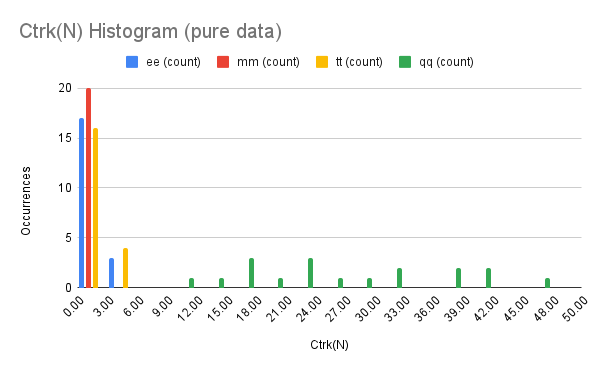 Ctrk(N) Histogram (pure data)
ee (count) mm (count) tt (count) qq (count)
20
15
10
5
0
Occurrences
0.00 3.00 6.00 9.00 12.00 15.00 18.00 21.00 24.00 27.00 30.00 33.00 36.00 39.00 42.00 45.00 48.00 50.00
Ctrk(N)